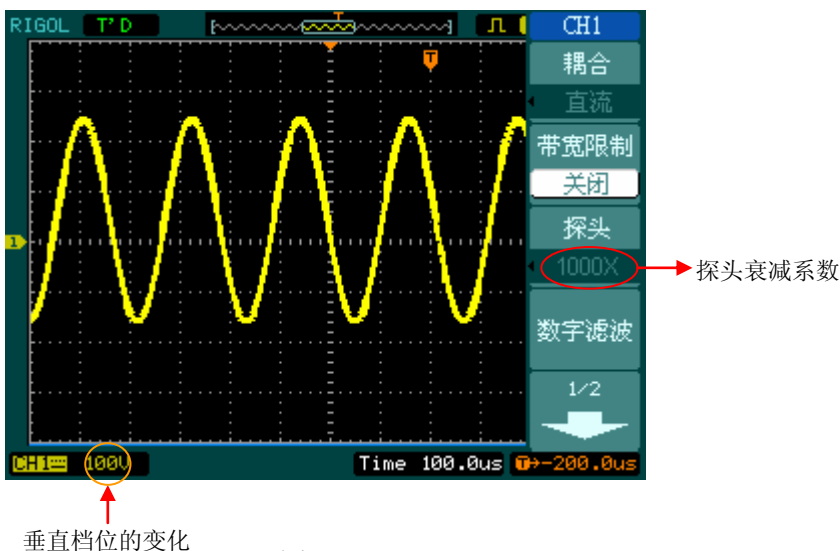 RIGOL T'D T CH1
T
耦合
直流
带宽限制
关闭
探头
1
1000X
探头衰减系数
数字滤波
1/2
CH1 100V Time 100.0us T→-200.0us
垂直档位的变化